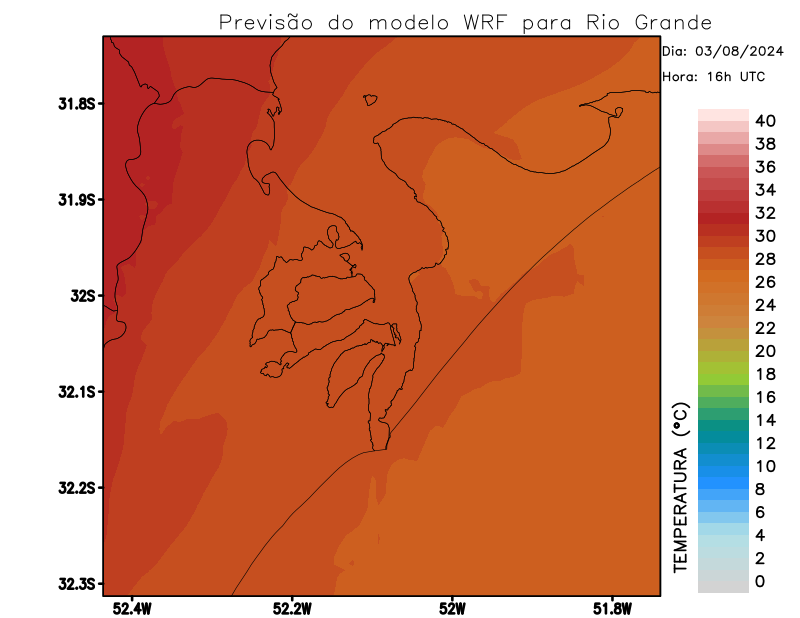 Previsão do modelo WRF para Rio Grande
Dia: 03/08/2024
Hora: 16h UTC
31.8S
31.9S
32S
32.1S
32.2S
32.3S
52.4W
52.2W
52W
51.8W
TEMPERATURA (°C)
40
38
36
34
32
30
28
26
24
22
20
18
16
14
12
10
8
6
4
2
0